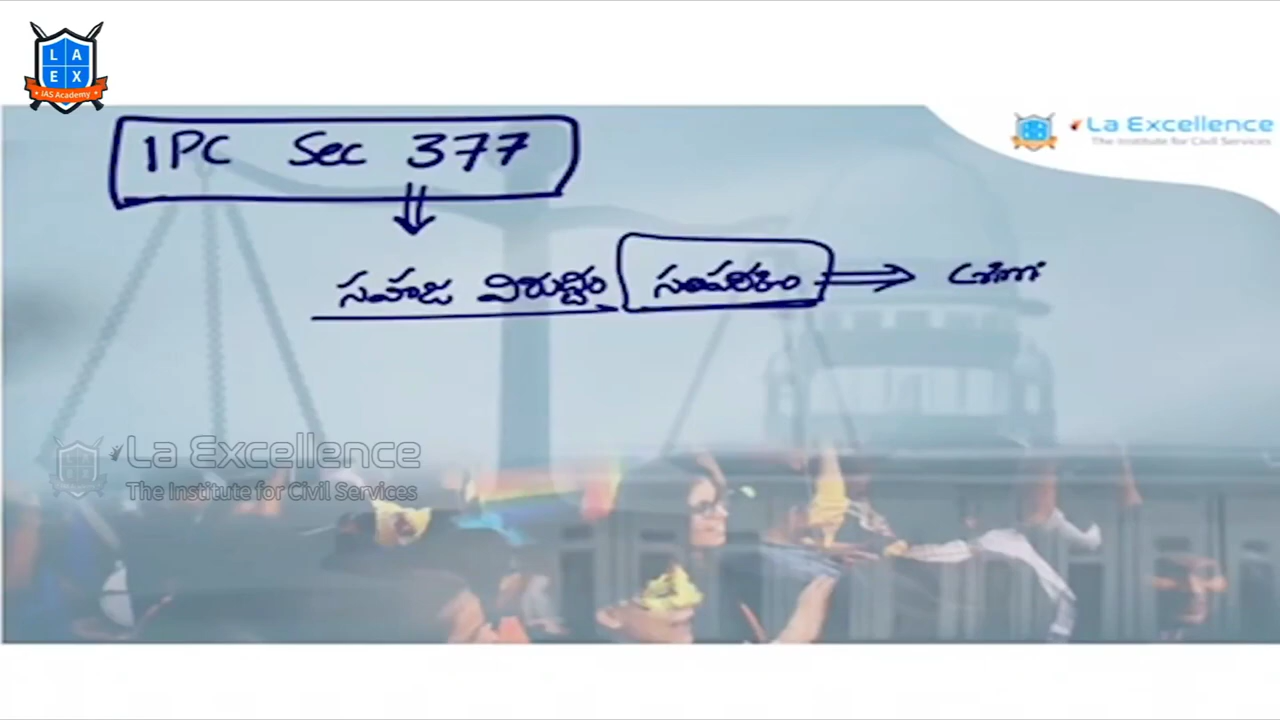 L A
E X
IAS Academy
La Excellence
The Institute for Civil Services
IPC Sec 377
సహజ విరుద్ధం సంపర్కం
La Excellence
The Institute for Civil Services